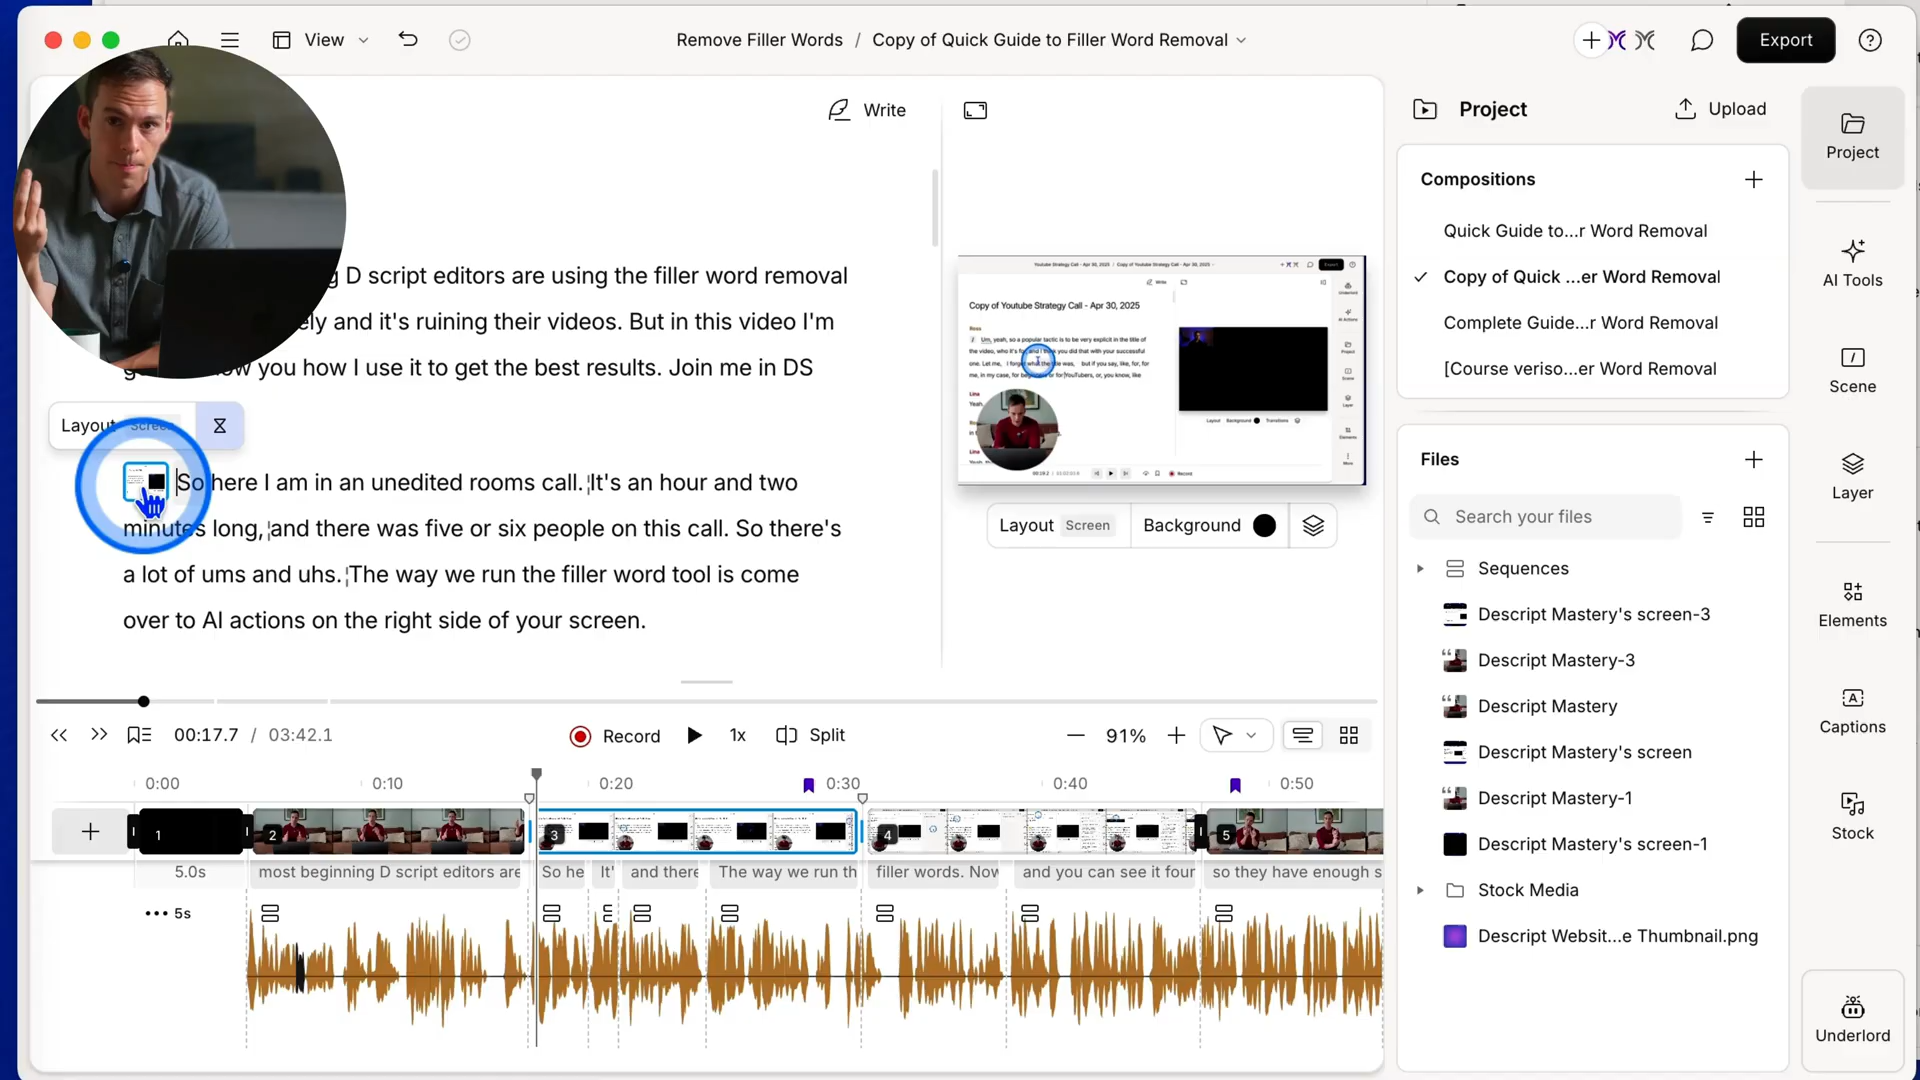 View
Remove Filler Words / Copy of Quick Guide to Filler Word Removal
Export
Write
D script editors are using the filler word removal
ely and it's ruining their videos. But in this video I'm
you how I use it to get the best results. Join me in DS
Layout Screen
So here I am in an unedited rooms call. It's an hour and two
minutes long, and there was five or six people on this call. So there's
a lot of ums and uhs. The way we run the filler word tool is come
over to AI actions on the right side of your screen.
Copy of Youtube Strategy Call - Apr 30, 2025
Layout Screen
Background
Project
Upload
Compositions
Quick Guide to...r Word Removal
Copy of Quick ...er Word Removal
Complete Guide...r Word Removal
[Course veriso...er Word Removal
Files
Search your files
Sequences
Descript Mastery's screen-3
Descript Mastery-3
Descript Mastery
Descript Mastery's screen
Descript Mastery-1
Descript Mastery's screen-1
Stock Media
Descript Websit...e Thumbnail.png
Project
AI Tools
Scene
Layer
Elements
Captions
Stock
Underlord
00:17.7 / 03:42.1
Record
1x
Split
91%
0:00 0:10 0:20 0:30 0:40 0:50
1 2 3 4 5
5.0s most beginning D script editors are So he It' and there The way we run th filler words. Now and you can see it four so they have enough s
5s